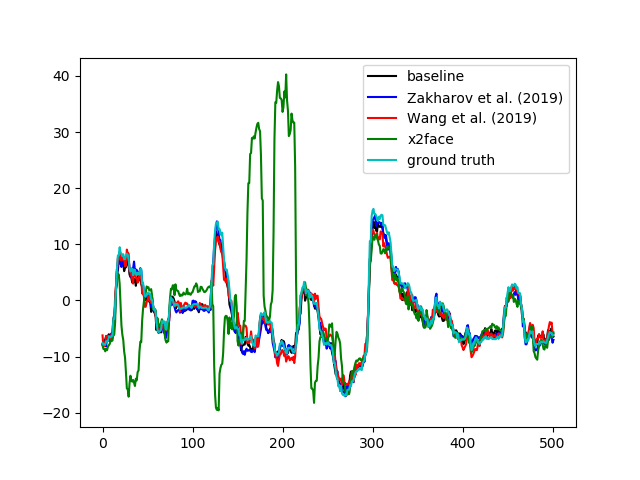 40
30
20
10
0
−10
−20
0 100 200 300 400 500
baseline
Zakharov et al. (2019)
Wang et al. (2019)
x2face
ground truth